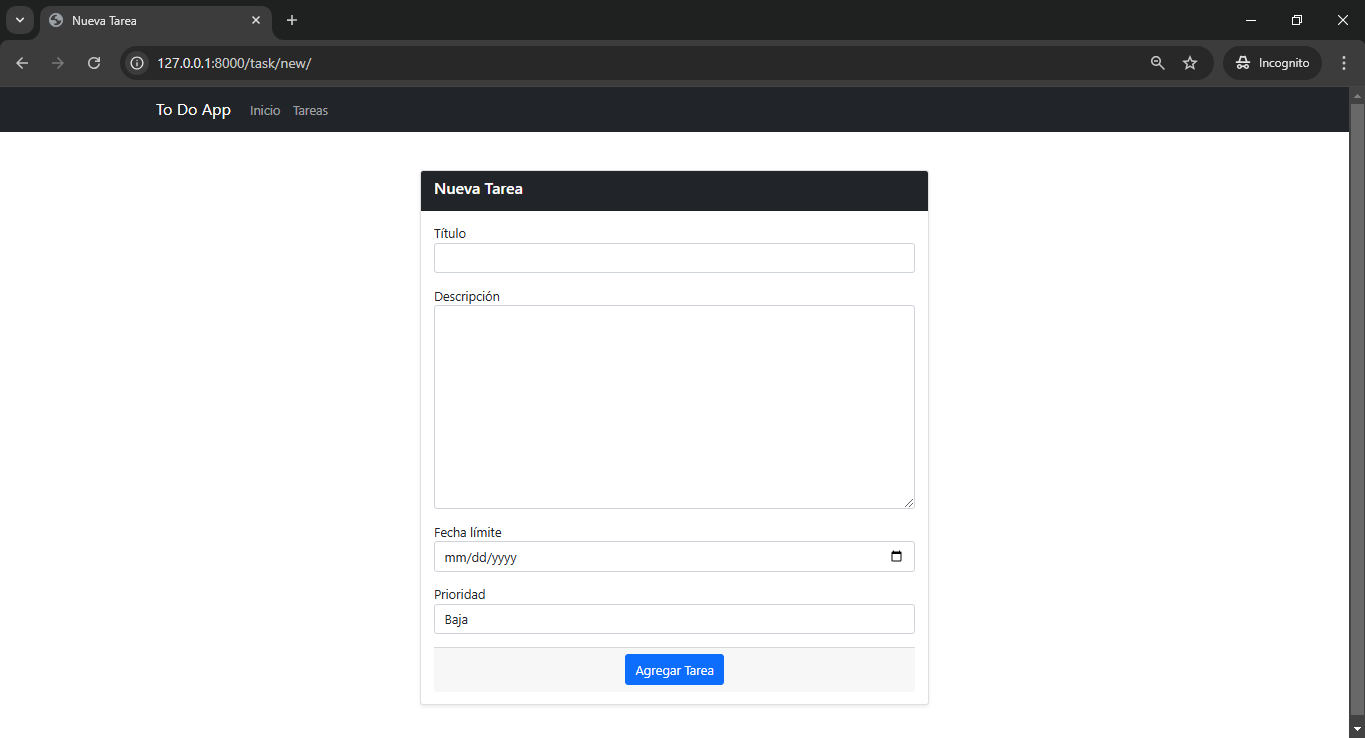 Nueva Tarea
127.0.0.1:8000/task/new/
Incognito
To Do App Inicio Tareas
Nueva Tarea
Título
Descripción
Fecha límite
mm/dd/yyyy
Prioridad
Baja
Agregar Tarea